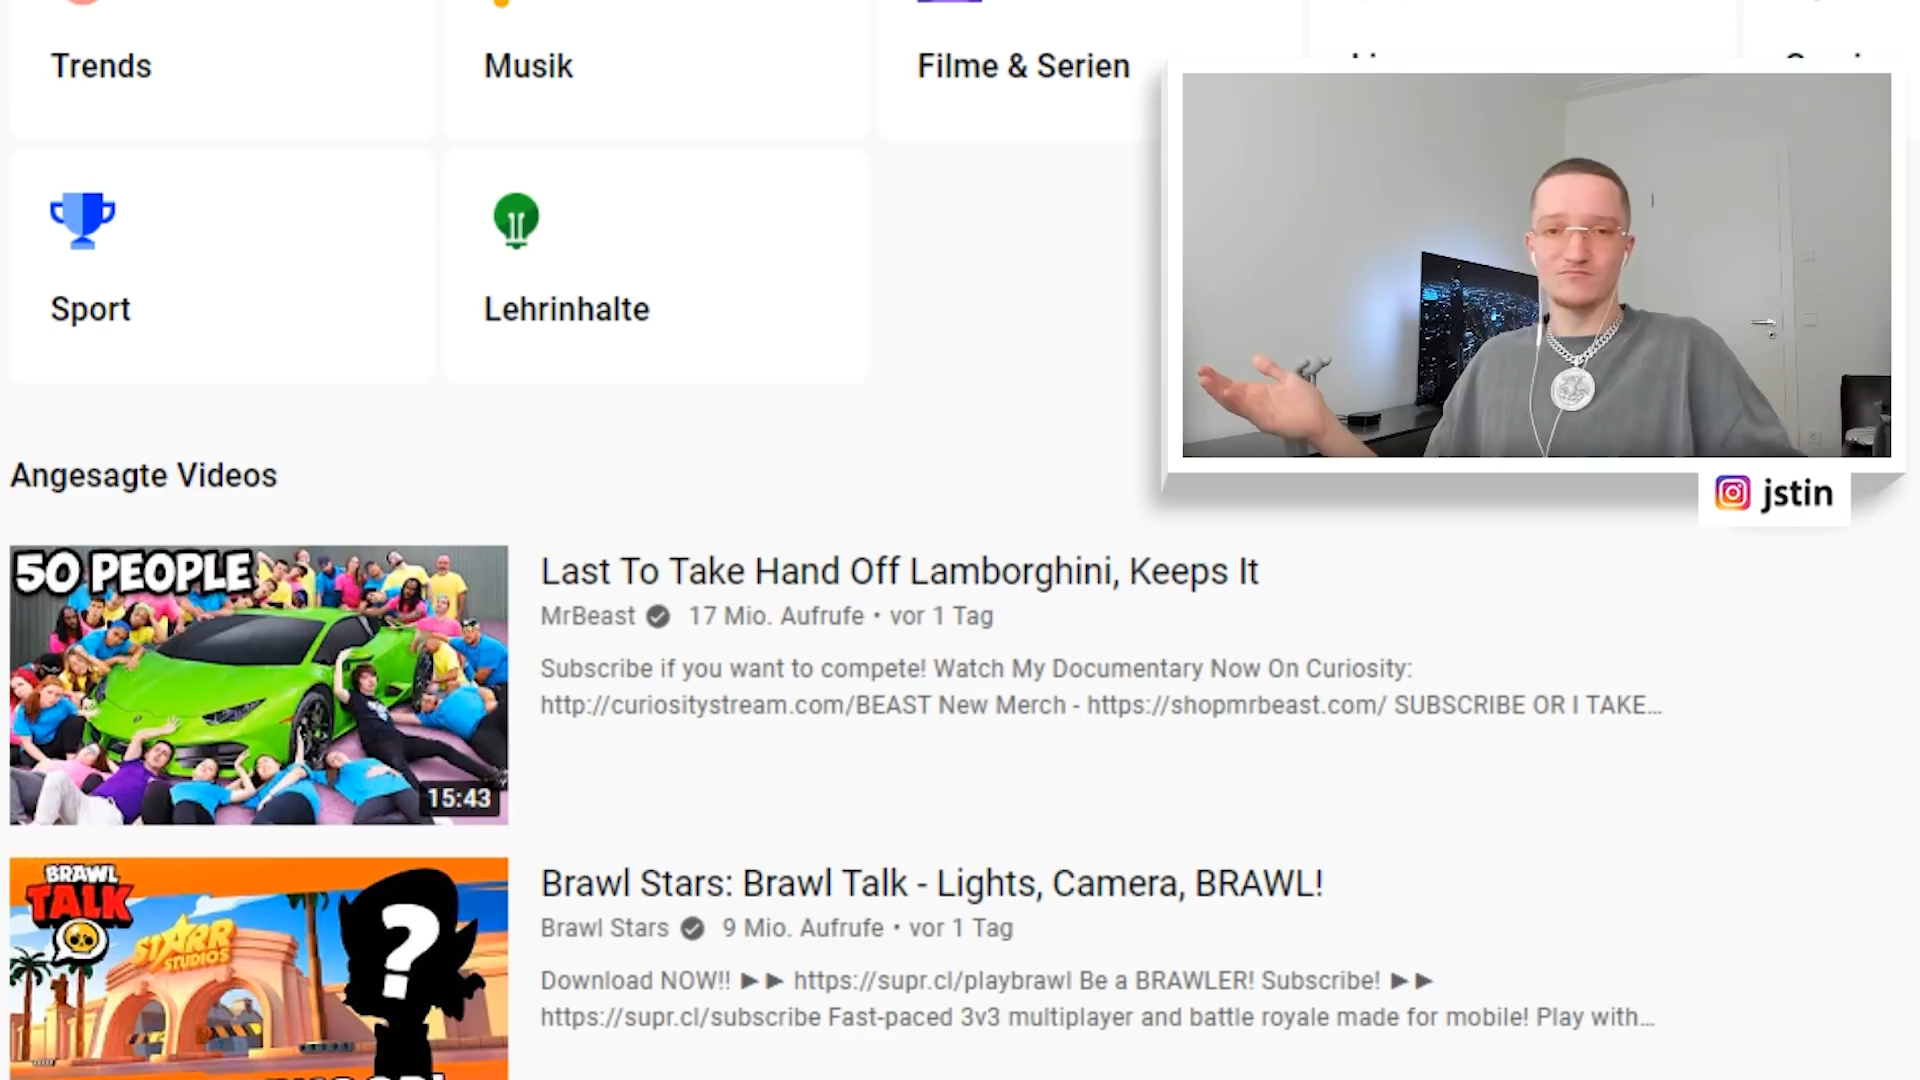 Trends
Musik
Filme & Serien
Sport
Lehrinhalte
jstin
Angesagte Videos
50 PEOPLE
15:43
Last To Take Hand Off Lamborghini, Keeps It
MrBeast 17 Mio. Aufrufe • vor 1 Tag
Subscribe if you want to compete! Watch My Documentary Now On Curiosity:
http://curiositystream.com/BEAST New Merch - https://shopmrbeast.com/ SUBSCRIBE OR I TAKE...
BRAWL
TALK
STARR
STUDIOS
?
Brawl Stars: Brawl Talk - Lights, Camera, BRAWL!
Brawl Stars 9 Mio. Aufrufe • vor 1 Tag
Download NOW!! ►► https://supr.cl/playbrawl Be a BRAWLER! Subscribe! ►►
https://supr.cl/subscribe Fast-paced 3v3 multiplayer and battle royale made for mobile! Play with...